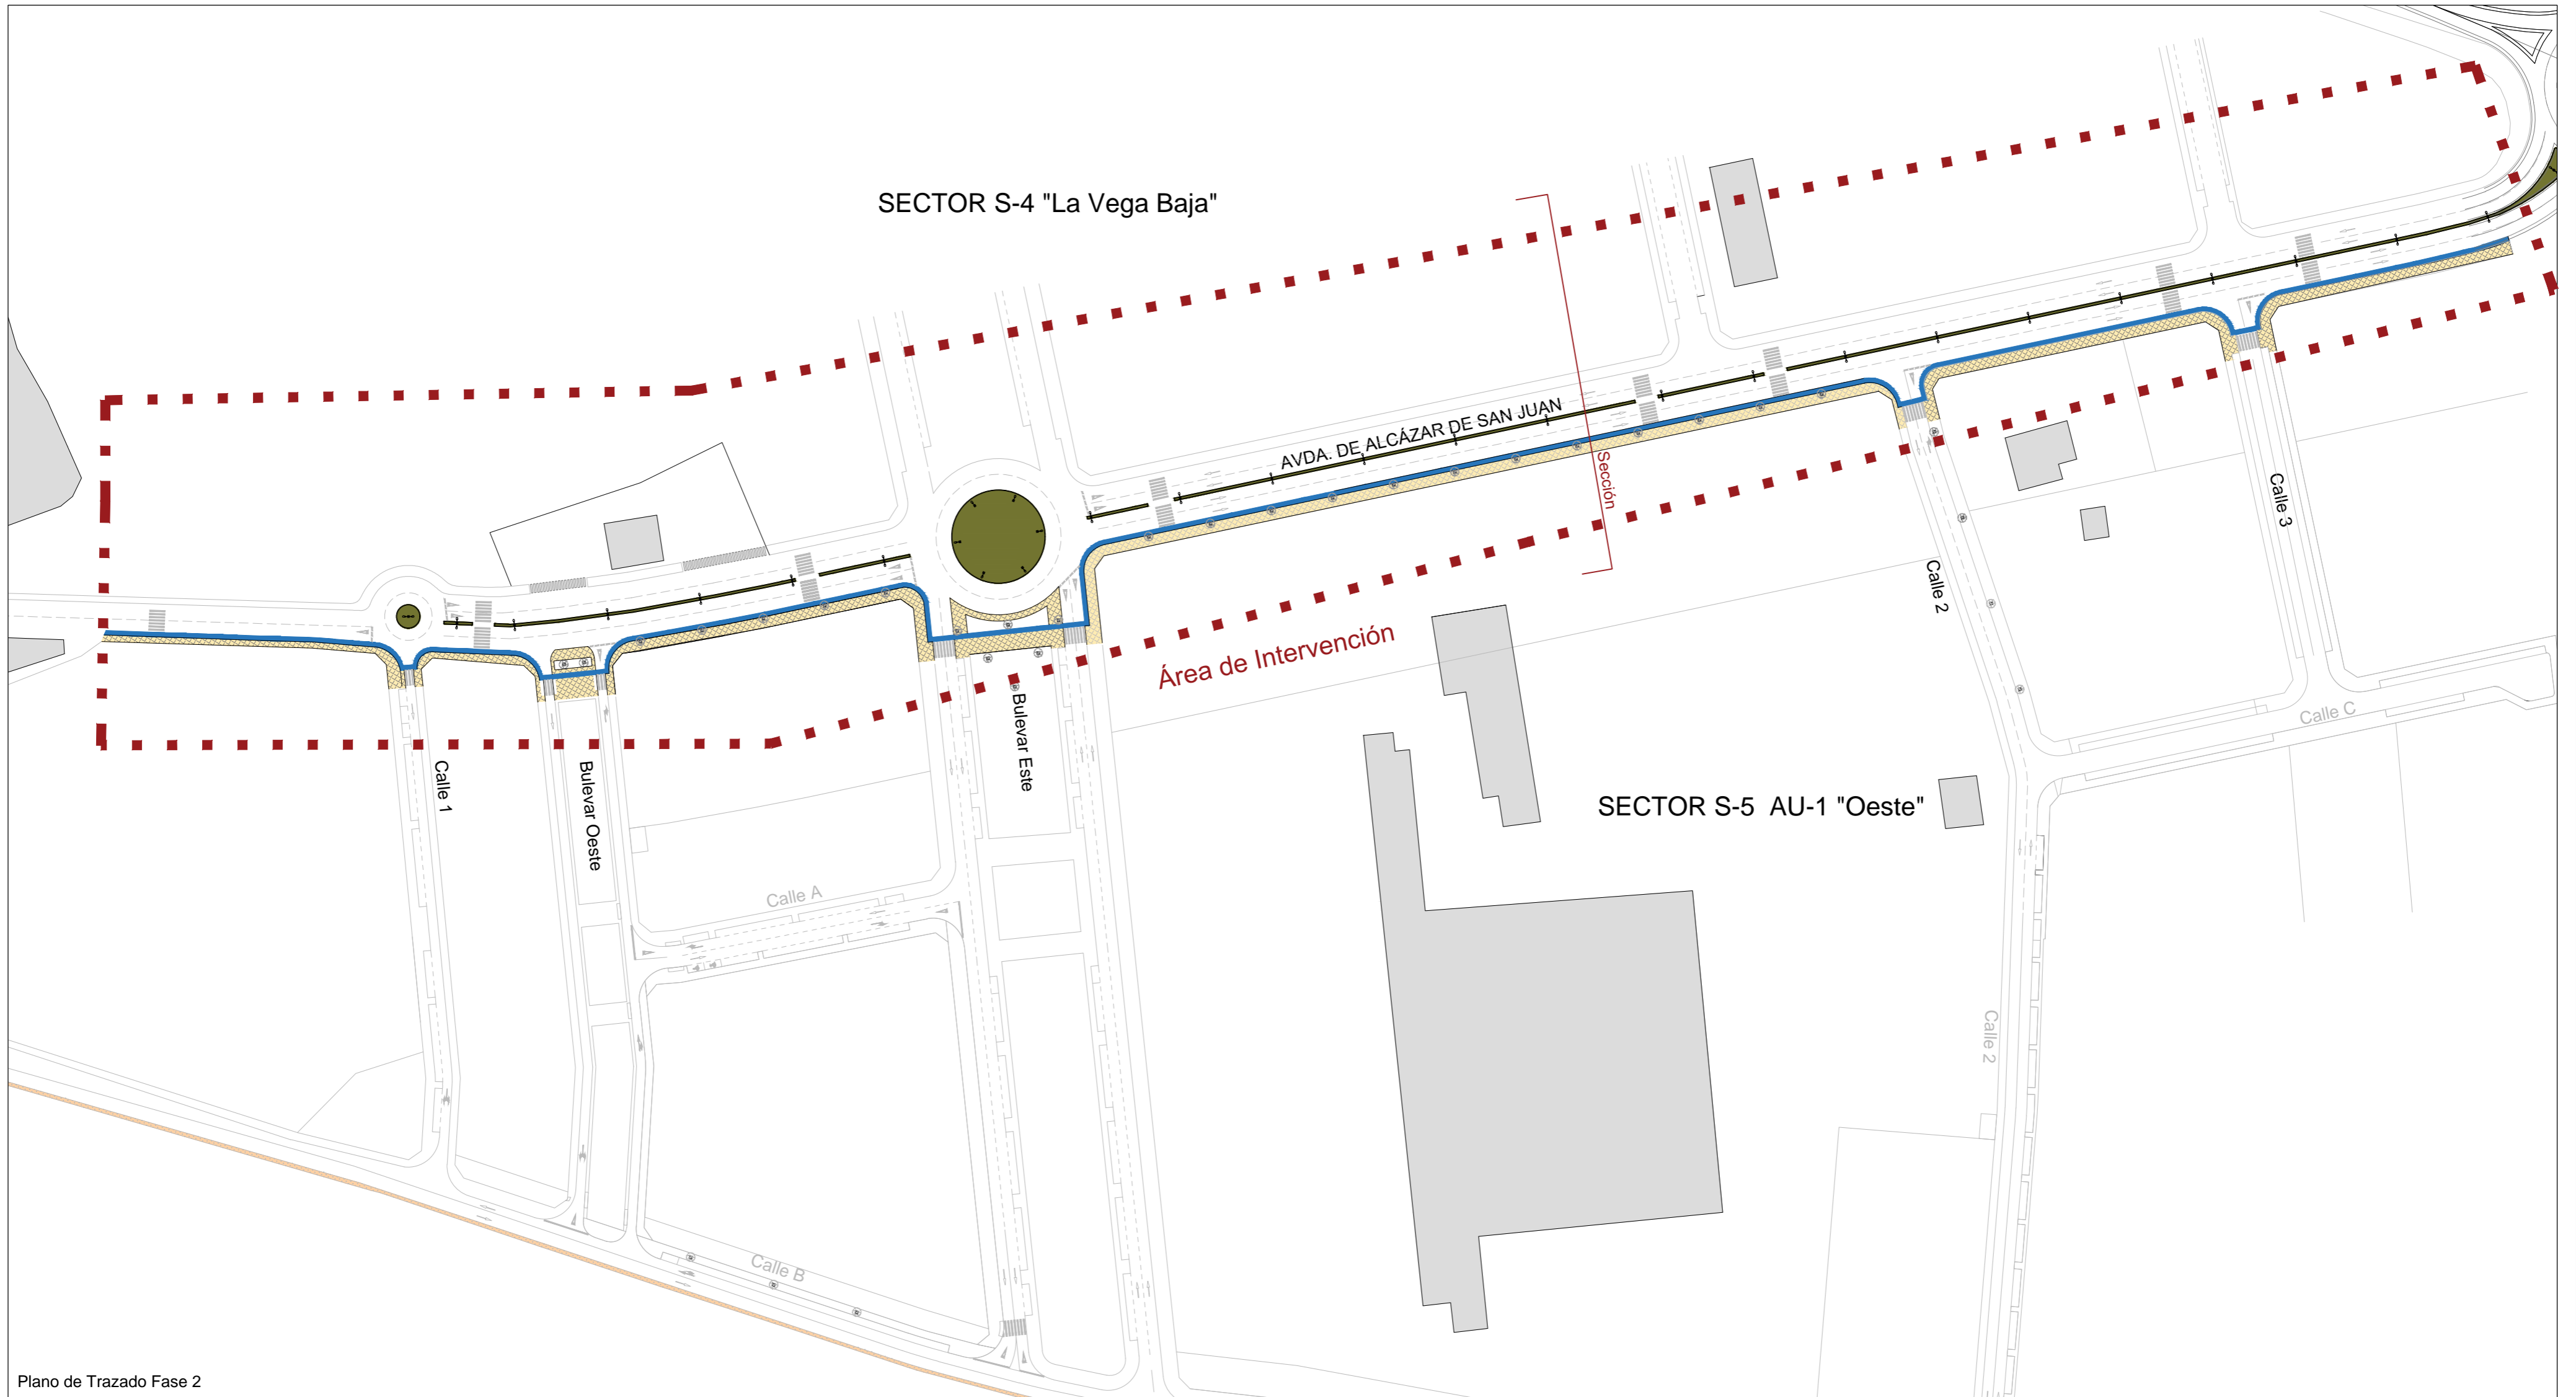 SECTOR S-4 "La Vega Baja"
AVDA. DE ALCÁZAR DE SAN JUAN
Sección
Calle 3
Calle 2
Área de Intervención
Bulevar Este
Calle C
Calle 1
Bulevar Oeste
SECTOR S-5 AU-1 "Oeste"
Calle A
Calle 2
Calle B
Plano de Trazado Fase 2